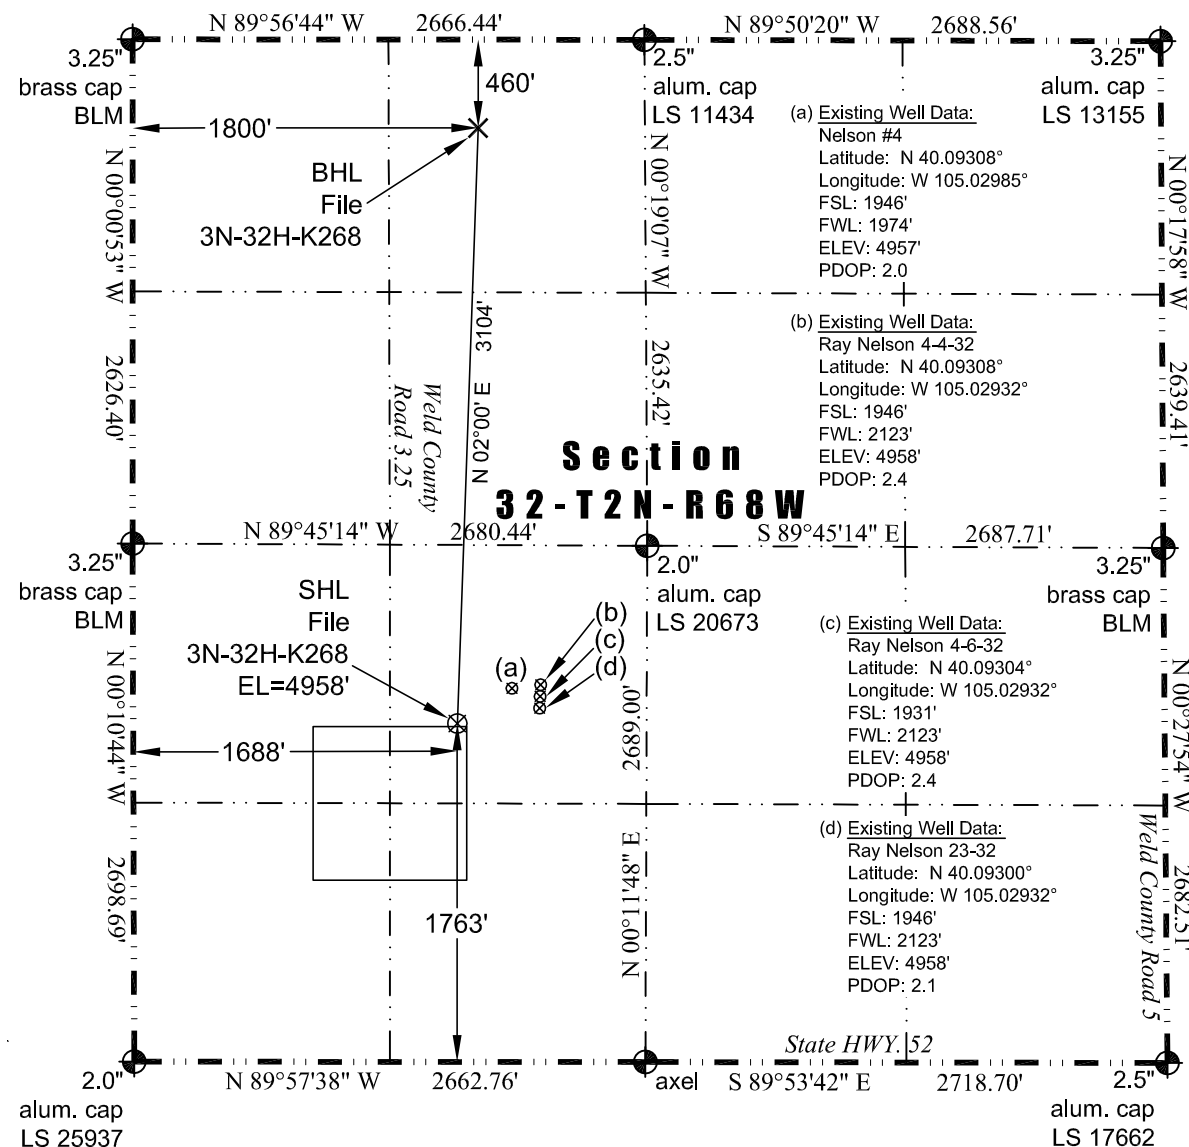 N 89°56'44" W 2666.44'
N 89°50'20" W 2688.56'
3.25"
brass cap
BLM
460'
1800'
2.5"
alum. cap
LS 11434
3.25"
alum. cap
LS 13155
BHL
File
3N-32H-K268
N 00°00'53" W 2626.40'
N 00°19'07" W 2635.42'
N 00°17'58" W 2639.41'
(a) Existing Well Data:
Nelson #4
Latitude: N 40.09308°
Longitude: W 105.02985°
FSL: 1946'
FWL: 1974'
ELEV: 4957'
PDOP: 2.0
(b) Existing Well Data:
Ray Nelson 4-4-32
Latitude: N 40.09308°
Longitude: W 105.02932°
FSL: 1946'
FWL: 2123'
ELEV: 4958'
PDOP: 2.4
N 02°00' E 3104'
Weld County
Road 3.25
Section
32-T2N-R68W
N 89°45'14" W 2680.44'
S 89°45'14" E 2687.71'
3.25"
brass cap
BLM
2.0"
alum. cap
LS 20673
3.25"
brass cap
BLM
SHL
File
3N-32H-K268
EL=4958'
(a)
(b)
(c)
(d)
1688'
1763'
N 00°10'44" W 2698.69'
N 00°11'48" E 2689.00'
N 00°27'54" W 2682.51'
Weld County Road 5
(c) Existing Well Data:
Ray Nelson 4-6-32
Latitude: N 40.09304°
Longitude: W 105.02932°
FSL: 1931'
FWL: 2123'
ELEV: 4958'
PDOP: 2.4
(d) Existing Well Data:
Ray Nelson 23-32
Latitude: N 40.09300°
Longitude: W 105.02932°
FSL: 1946'
FWL: 2123'
ELEV: 4958'
PDOP: 2.1
State HWY. 52
2.0"
alum. cap
LS 25937
N 89°57'38" W 2662.76'
axel
S 89°53'42" E 2718.70'
2.5"
alum. cap
LS 17662